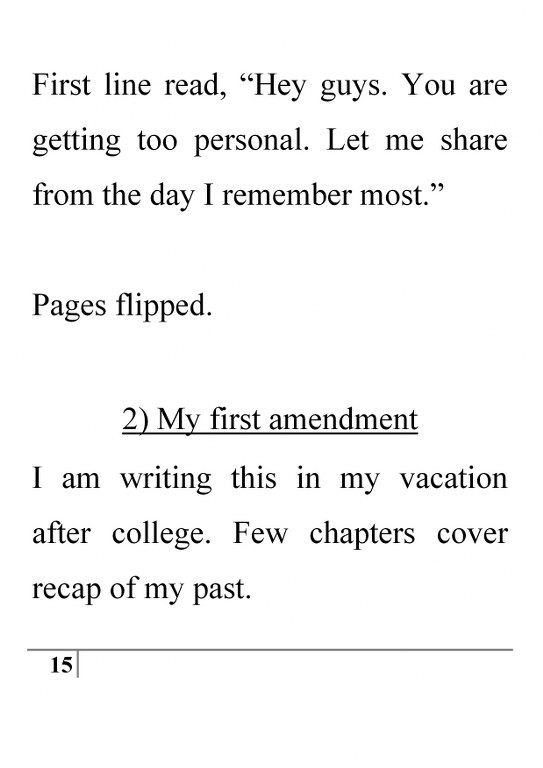 First line read, “Hey guys. You are
getting too personal. Let me share
from the day I remember most.”
Pages flipped.
2) My first amendment
I am writing this in my vacation
after college. Few chapters cover
recap of my past.
15